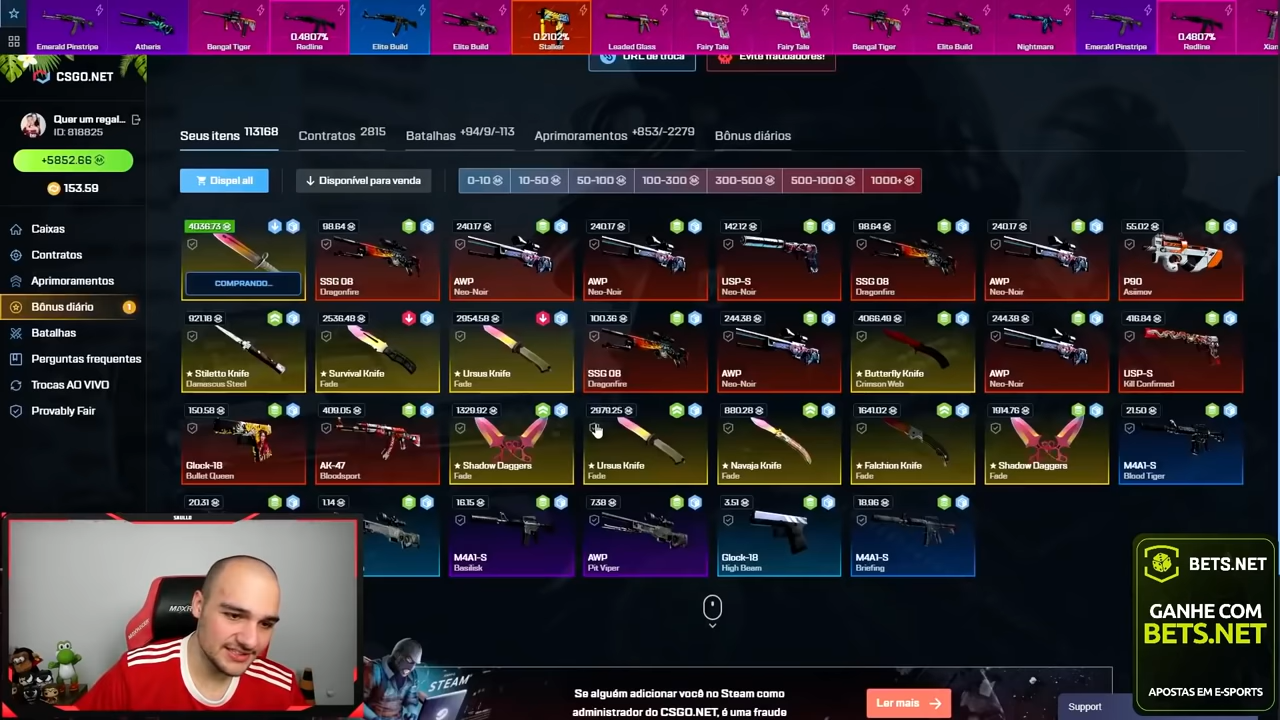 Emerald Pinstripe
Atheris
Bengal Tiger
0.4807%
Redline
Elite Build
Elite Build
0.2102%
Stalker
Leaded Glass
Fairy Tale
Fairy Tale
Bengal Tiger
Elite Build
Nightmare
Emerald Pinstripe
0.4807%
Redline
Xian
CSGO.NET
URL de troca
Evite fraudadores!
Quer um regal...
ID: 818825
+5852.66
153.59
Caixas
Contratos
Aprimoramentos
Bônus diário 1
Batalhas
Perguntas frequentes
Trocas AO VIVO
Provably Fair
Seus itens 113168
Contratos 2815
Batalhas +94/9/-113
Aprimoramentos +853/-2279
Bônus diários
Dispel all
Disponível para venda
0-10
10-50
50-100
100-300
300-500
500-1000
1000+
4036.73
COMPRANDO...
98.64
SSG 08
Dragonfire
240.17
AWP
Neo-Noir
240.17
AWP
Neo-Noir
142.12
USP-S
98.64
SSG 08
Dragonfire
240.17
AWP
Neo-Noir
55.02
P90
Asiimov
921.18
★ Stiletto Knife
Damascus Steel
2536.48
★ Survival Knife
Fade
2954.58
★ Ursus Knife
Fade
100.36
SSG 08
Dragonfire
244.38
AWP
Neo-Noir
4066.49
★ Butterfly Knife
Crimson Web
244.38
AWP
Neo-Noir
416.84
USP-S
Kill Confirmed
150.58
Glock-18
Bullet Queen
409.05
AK-47
Bloodsport
1329.92
★ Shadow Daggers
Fade
2979.25
★ Ursus Knife
Fade
880.28
★ Navaja Knife
Fade
1641.02
★ Falchion Knife
Fade
1914.76
★ Shadow Daggers
Fade
21.50
M4A1-S
Blood Tiger
20.31
1.14
16.15
M4A1-S
Basilisk
7.38
AWP
Pit Viper
3.51
Glock-18
High Beam
18.96
M4A1-S
Briefing
SAULLO
MAXR
STEAM
Se alguém adicionar você no Steam como
administrador do CSGO.NET, é uma fraude
Ler mais
BETS.NET
GANHE COM
BETS.NET
APOSTAS EM E-SPORTS
Support